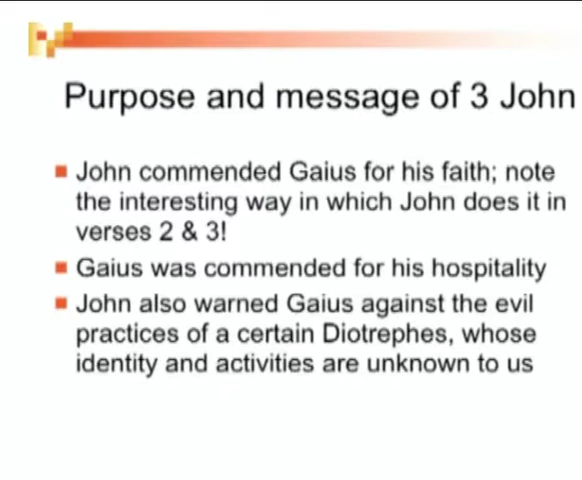 Purpose and message of 3 John
John commended Gaius for his faith; note
the interesting way in which John does it in
verses 2 & 3!
Gaius was commended for his hospitality
John also warned Gaius against the evil
practices of a certain Diotrephes, whose
identity and activities are unknown to us